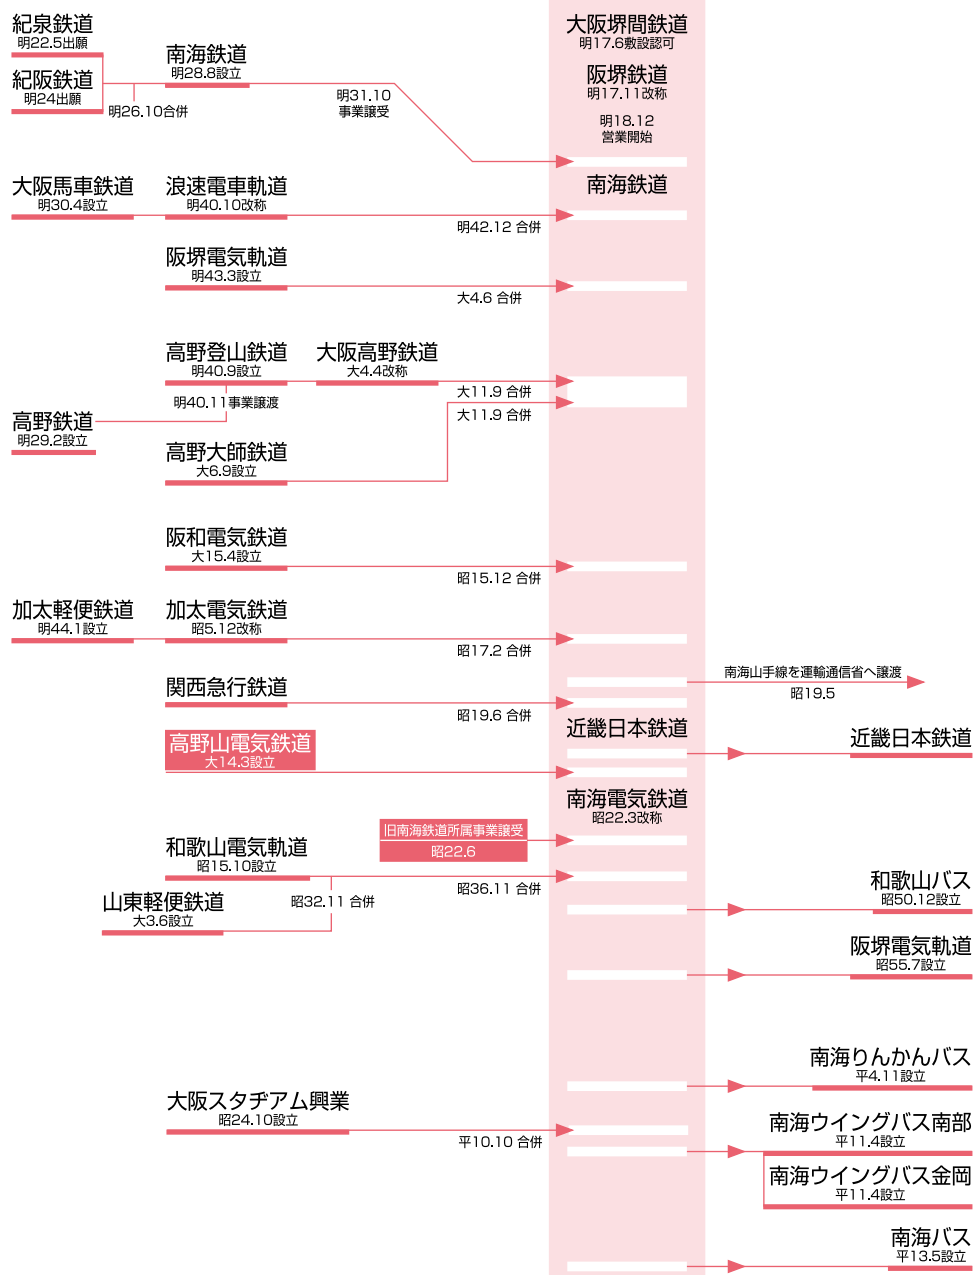 紀泉鉄道
明22.5出願
紀阪鉄道
明24出願
明26.10合併
南海鉄道
明28.8設立
明31.10
事業譲受
大阪堺間鉄道
明17.6敷設認可
阪堺鉄道
明17.11改称
明18.12
営業開始
南海鉄道
大阪馬車鉄道
明30.4設立
浪速電車軌道
明40.10改称
明42.12 合併
阪堺電気軌道
明43.3設立
大4.6 合併
高野登山鉄道
明40.9設立
大阪高野鉄道
大4.4改称
大11.9 合併
明40.11事業譲渡
大11.9 合併
高野鉄道
明29.2設立
高野大師鉄道
大6.9設立
阪和電気鉄道
大15.4設立
昭15.12 合併
加太軽便鉄道
明44.1設立
加太電気鉄道
昭5.12改称
昭17.2 合併
南海山手線を運輸通信省へ譲渡
昭19.5
関西急行鉄道
昭19.6 合併
近畿日本鉄道
近畿日本鉄道
高野山電気鉄道
大14.3設立
南海電気鉄道
昭22.3改称
旧南海鉄道所属事業譲受
昭22.6
和歌山電気軌道
昭15.10設立
昭36.11 合併
山東軽便鉄道
大3.6設立
昭32.11 合併
和歌山バス
昭50.12設立
阪堺電気軌道
昭55.7設立
南海りんかんバス
平4.11設立
大阪スタヂアム興業
昭24.10設立
平10.10 合併
南海ウイングバス南部
平11.4設立
南海ウイングバス金岡
平11.4設立
南海バス
平13.5設立